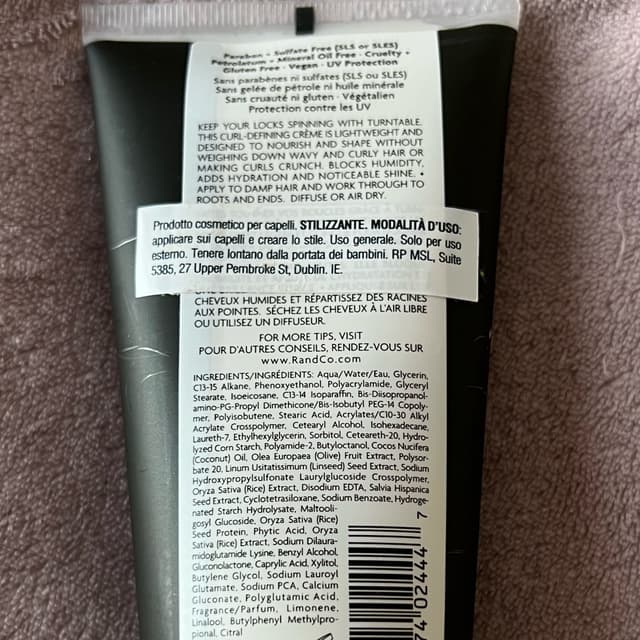 Paraben - Sulfate Free (SLS or SLES)
Petrolatum - Mineral Oil Free - Cruelty -
Gluten Free - Vegan - UV Protection
Sans parabènes ni sulfates (SLS ou SLES)
Sans gelée de pétrole ni huile minérale
Sans cruauté ni gluten - Végétalien
Protection contre les UV
KEEP YOUR LOCKS SPINNING WITH TURNTABLE.
THIS CURL-DEFINING CRÈME IS LIGHTWEIGHT AND
DESIGNED TO NOURISH AND SHAPE WITHOUT
WEIGHING DOWN WAVY AND CURLY HAIR OR
MAKING CURLS CRUNCH. BLOCKS HUMIDITY,
ADDS HYDRATION AND NOTICEABLE SHINE. •
APPLY TO DAMP HAIR AND WORK THROUGH TO
ROOTS AND ENDS. DIFFUSE OR AIR DRY.
Prodotto cosmetico per capelli. STILIZZANTE. MODALITÀ D'USO:
applicare sui capelli e creare lo stile. Uso generale. Solo per uso
esterno. Tenere lontano dalla portata dei bambini. RP MSL, Suite
5385, 27 Upper Pembroke St, Dublin. IE.
CHEVEUX HUMIDES ET RÉPARTISSEZ DES RACINES
AUX POINTES. SÉCHEZ LES CHEVEUX À L'AIR LIBRE
OU UTILISEZ UN DIFFUSEUR.
FOR MORE TIPS, VISIT
POUR D'AUTRES CONSEILS, RENDEZ-VOUS SUR
www.RandCo.com
INGREDIENTS/INGRÉDIENTS: Aqua/Water/Eau, Glycerin,
C13-15 Alkane, Phenoxyethanol, Polyacrylamide, Glyceryl
Stearate, Isoeicosane, C13-14 Isoparaffin, Bis-Diisopropanol-
amino-PG-Propyl Dimethicone/Bis-Isobutyl PEG-14 Copoly-
mer, Polyisobutene, Stearic Acid, Acrylates/C10-30 Alkyl
Acrylate Crosspolymer, Cetearyl Alcohol, Isohexadecane,
Laureth-7, Ethylhexylglycerin, Sorbitol, Ceteareth-20, Hydro-
lyzed Corn Starch, Polyamide-2, Butyloctanol, Cocos Nucifera
(Coconut) Oil, Olea Europaea (Olive) Fruit Extract, Polysor-
bate 20, Linum Usitatissimum (Linseed) Seed Extract, Sodium
Hydroxypropylsulfonate Laurylglucoside Crosspolymer,
Oryza Sativa (Rice) Extract, Disodium EDTA, Salvia Hispanica
Seed Extract, Cyclotetrasiloxane, Sodium Benzoate, Hydroge-
nated Starch Hydrolysate, Maltooli-
gosyl Glucoside, Oryza Sativa (Rice)
Seed Protein, Phytic Acid, Oryza
Sativa (Rice) Extract, Sodium Dilaura-
midoglutamide Lysine, Benzyl Alcohol,
Gluconolactone, Caprylic Acid, Xylitol,
Butylene Glycol, Sodium Lauroyl
Glutamate, Sodium PCA, Calcium
Gluconate, Polyglutamic Acid,
Fragrance/Parfum, Limonene,
Linalool, Butylphenyl Methylpro-
pional, Citral
74 02444 7